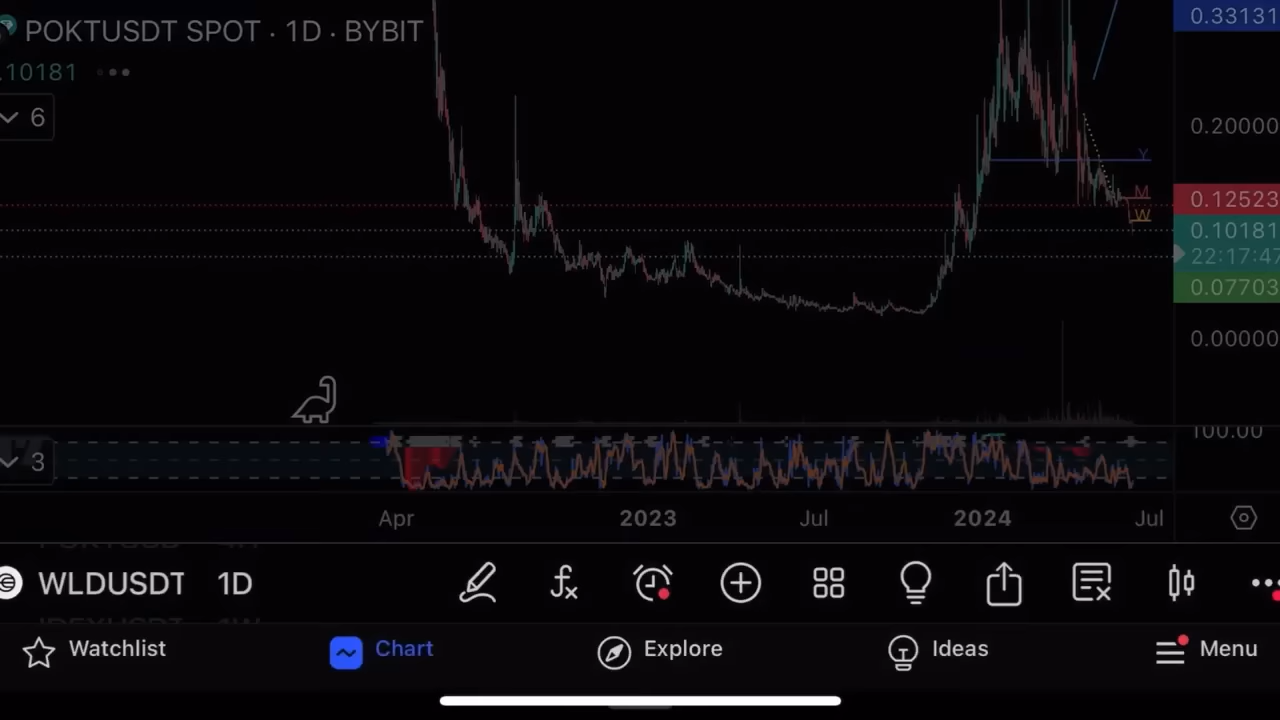 POKTUSDT SPOT · 1D · BYBIT
0.33131
.10181
6
0.20000
Y
M
0.12523
W
0.10181
22:17:47
0.07703
0.00000
100.00
3
Apr 2023 Jul 2024 Jul
WLDUSDT 1D
Watchlist Chart Explore Ideas Menu